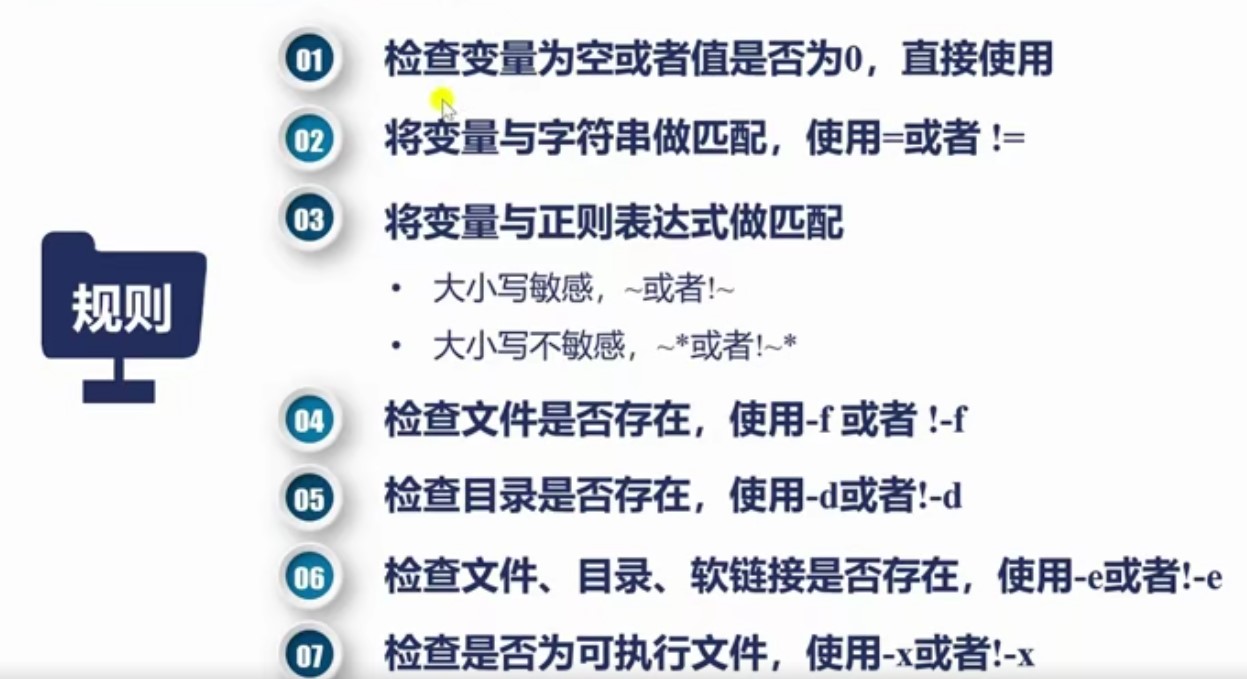 规则
01 检查变量为空或者值是否为0，直接使用
02 将变量与字符串做匹配，使用=或者 !=
03 将变量与正则表达式做匹配
• 大小写敏感，~或者!~
• 大小写不敏感，~*或者!~*
04 检查文件是否存在，使用-f 或者 !-f
05 检查目录是否存在，使用-d或者!-d
06 检查文件、目录、软链接是否存在，使用-e或者!-e
07 检查是否为可执行文件，使用-x或者!-x